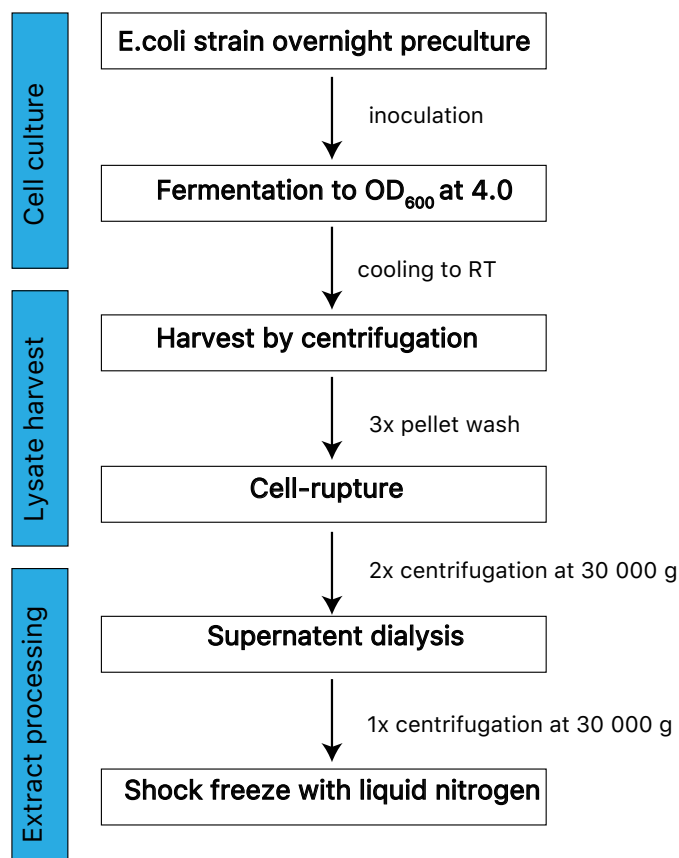 Cell culture
E.coli strain overnight preculture
inoculation
Fermentation to OD₆₀₀ at 4.0
cooling to RT
Lysate harvest
Harvest by centrifugation
3x pellet wash
Cell-rupture
2x centrifugation at 30 000 g
Extract processing
Supernatent dialysis
1x centrifugation at 30 000 g
Shock freeze with liquid nitrogen